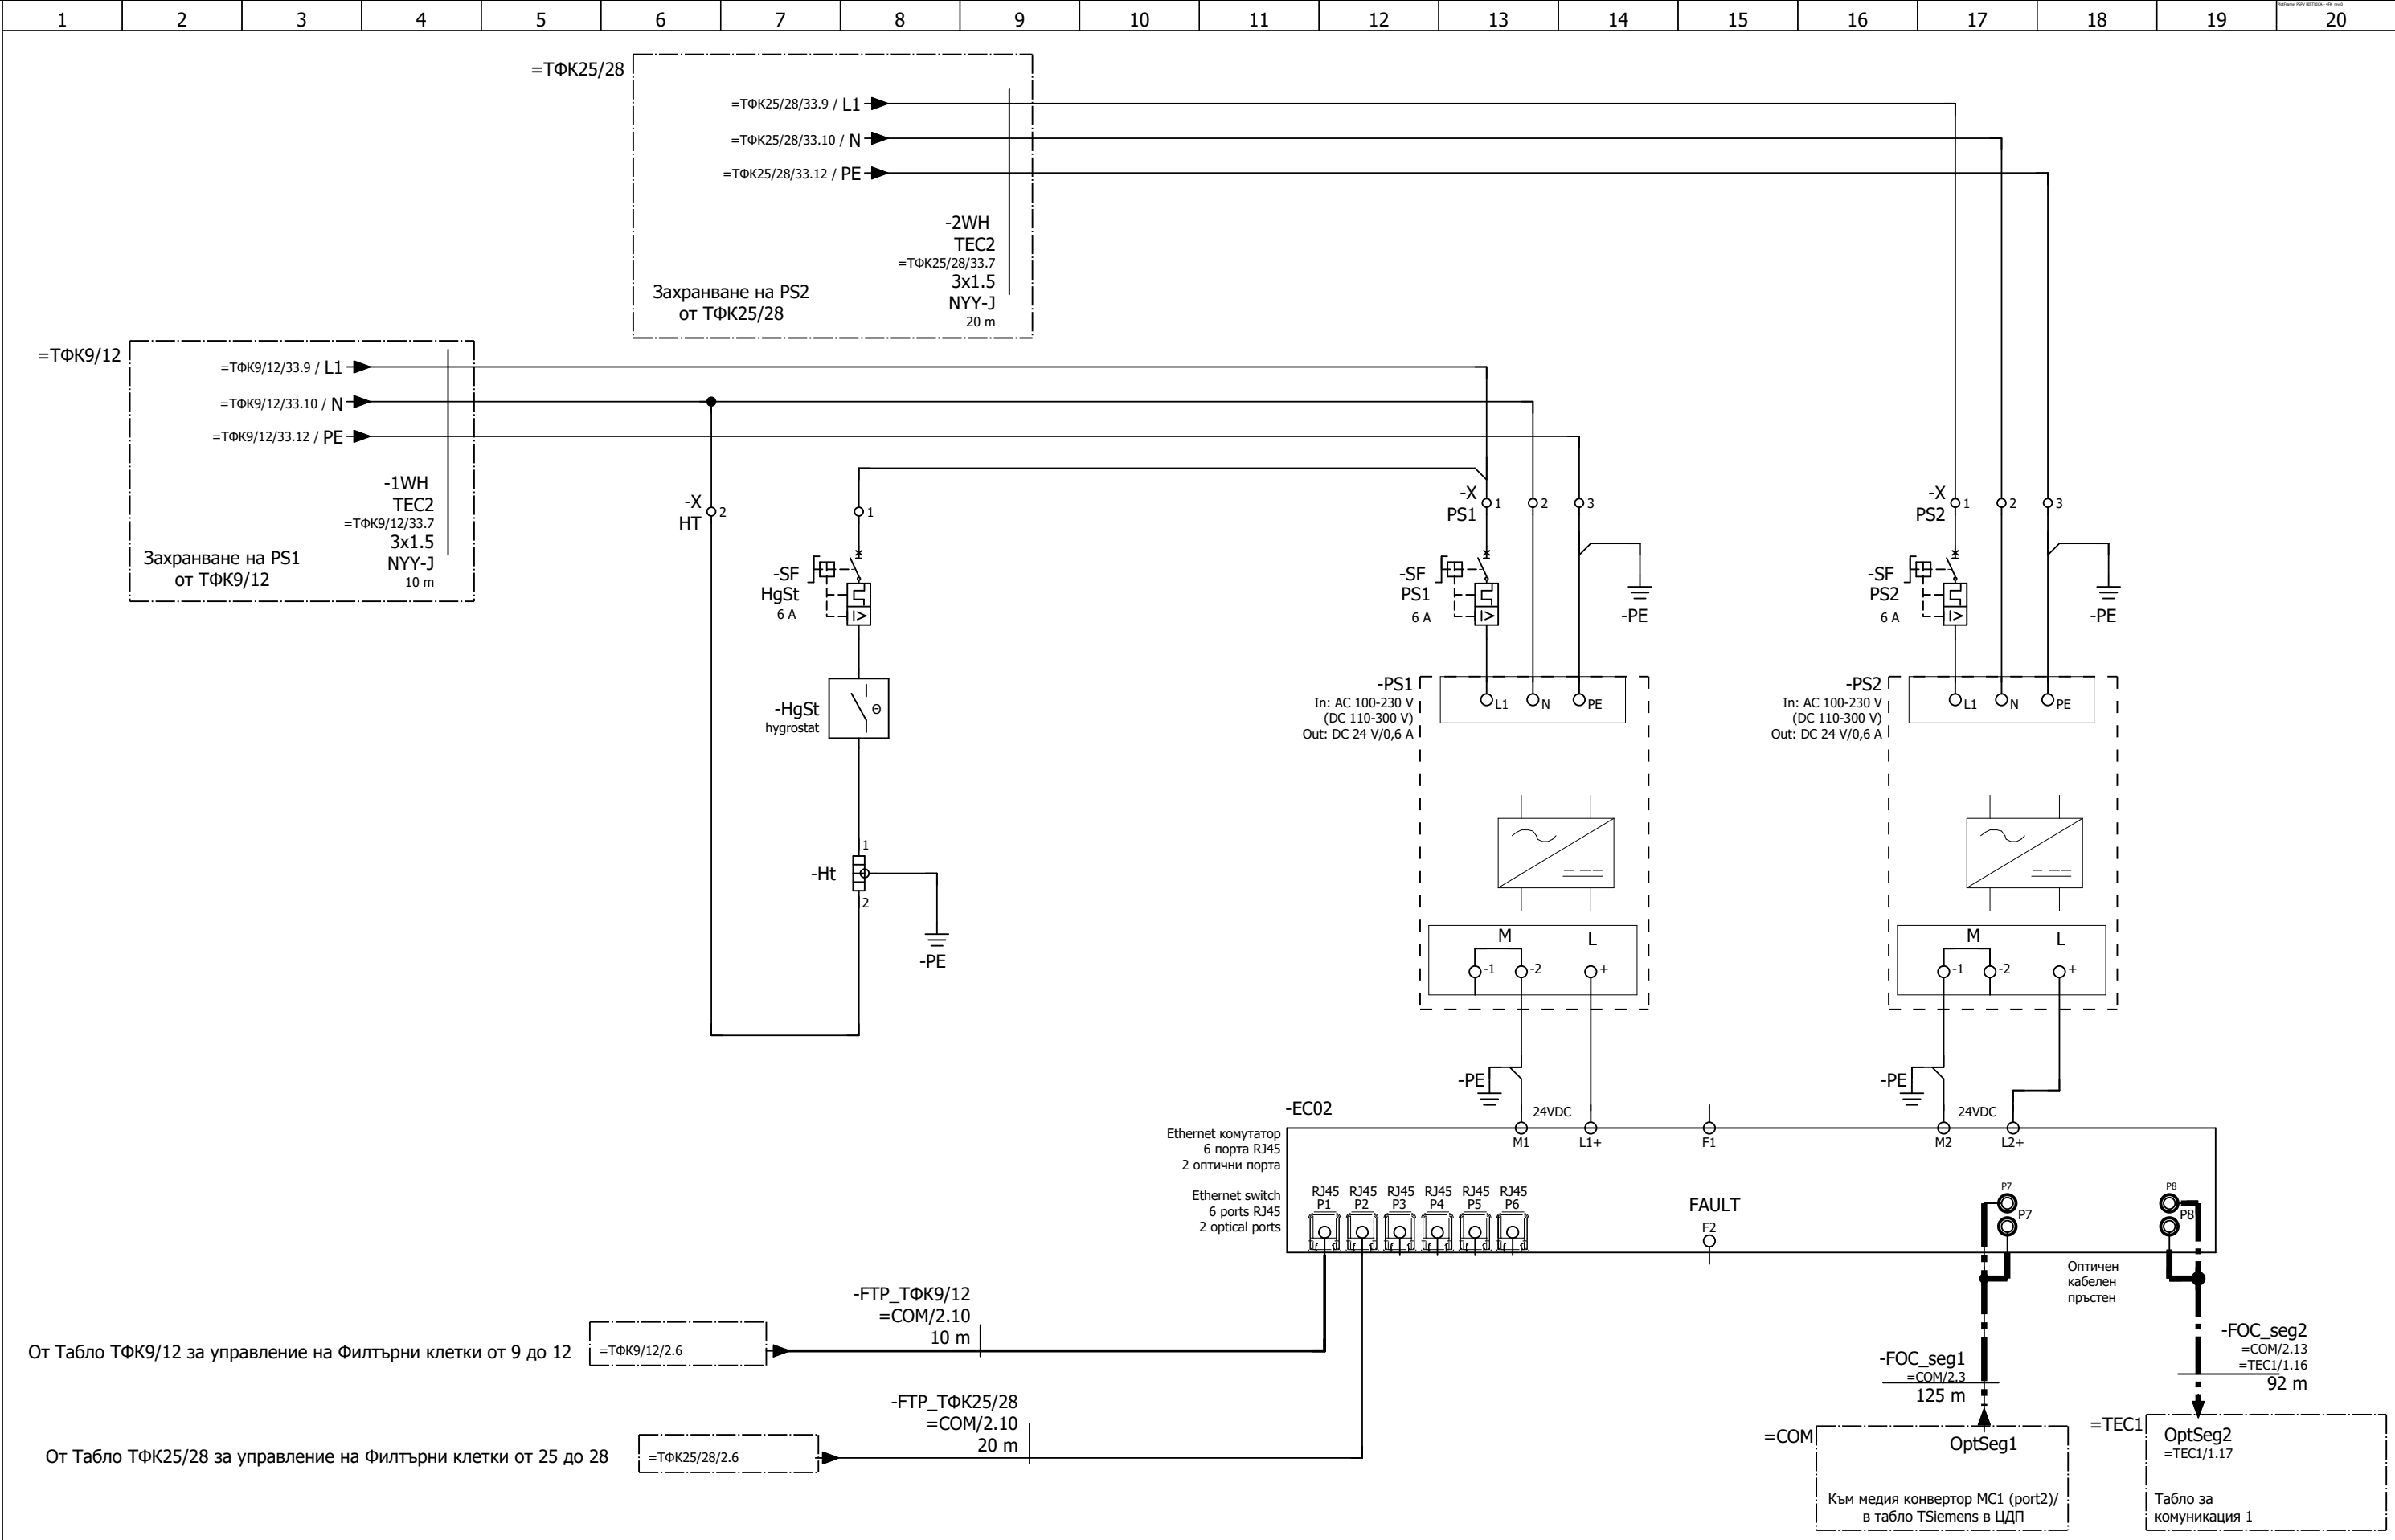 1 2 3 4 5 6 7 8 9 10 11 12 13 14 15 16 17 18 19 20
=ТФК25/28
=ТФК25/28/33.9 / L1
=ТФК25/28/33.10 / N
=ТФК25/28/33.12 / PE
-2WH
TEC2
=ТФК25/28/33.7
3x1.5
NYY-J
20 m
Захранване на PS2
от ТФК25/28
=ТФК9/12
=ТФК9/12/33.9 / L1
=ТФК9/12/33.10 / N
=ТФК9/12/33.12 / PE
-1WH
TEC2
=ТФК9/12/33.7
3x1.5
NYY-J
10 m
Захранване на PS1
от ТФК9/12
-X
HT
2
1
-SF
HgSt
6 A
-HgSt
hygrostat
Θ
-Ht
1
2
-PE
-X
PS1
1 2 3
-SF
PS1
6 A
I>
-PE
-X
PS2
1 2 3
-SF
PS2
6 A
I>
-PE
I>
-PS1
In: AC 100-230 V
(DC 110-300 V)
Out: DC 24 V/0,6 A
L1 N PE
M L
-1 -2 +
-PS2
In: AC 100-230 V
(DC 110-300 V)
Out: DC 24 V/0,6 A
L1 N PE
M L
-1 -2 +
-PE
-PE
-EC02
24VDC
24VDC
M1 L1+ F1 M2 L2+
Ethernet комутатор
6 порта RJ45
2 оптични порта
Ethernet switch
6 ports RJ45
2 optical ports
RJ45 RJ45 RJ45 RJ45 RJ45 RJ45
P1 P2 P3 P4 P5 P6
FAULT
F2
P7
P7
P8
P8
Оптичен
кабелен
пръстен
-FTP_ТФК9/12
=COM/2.10
10 m
От Табло ТФК9/12 за управление на Филтърни клетки от 9 до 12
=ТФК9/12/2.6
-FTP_ТФК25/28
=COM/2.10
20 m
От Табло ТФК25/28 за управление на Филтърни клетки от 25 до 28
=ТФК25/28/2.6
-FOC_seg1
=COM/2.3
125 m
-FOC_seg2
=COM/2.13
=TEC1/1.16
92 m
=COM
OptSeg1
Към медия конвертор MC1 (port2)/
в табло TSiemens в ЦДП
=TEC1
OptSeg2
=TEC1/1.17
Табло за
комуникация 1